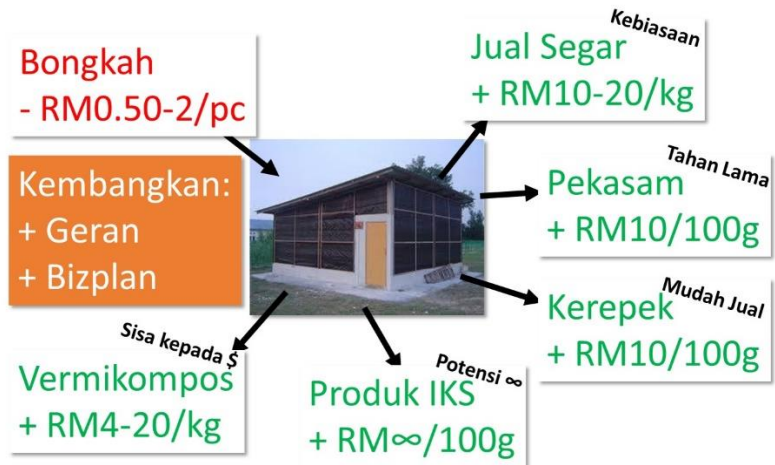 Bongkah
- RM0.50-2/pc
Kebiasaan
Jual Segar
+ RM10-20/kg
Kembangkan:
+ Geran
+ Bizplan
Tahan Lama
Pekasam
+ RM10/100g
Mudah Jual
Kerepek
+ RM10/100g
Sisa kepada $
Vermikompos
+ RM4-20/kg
Potensi ∞
Produk IKS
+ RM∞/100g